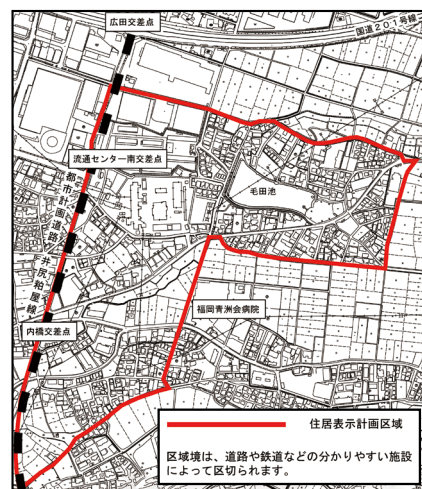 広田交差点
国道201号線
流通センター南交差点
毛田池
都市計画道路
井尻粕屋線
福岡青洲会病院
内橋交差点
住居表示計画区域
区域境は、道路や鉄道などの分かりやすい施設
によって区切られます。